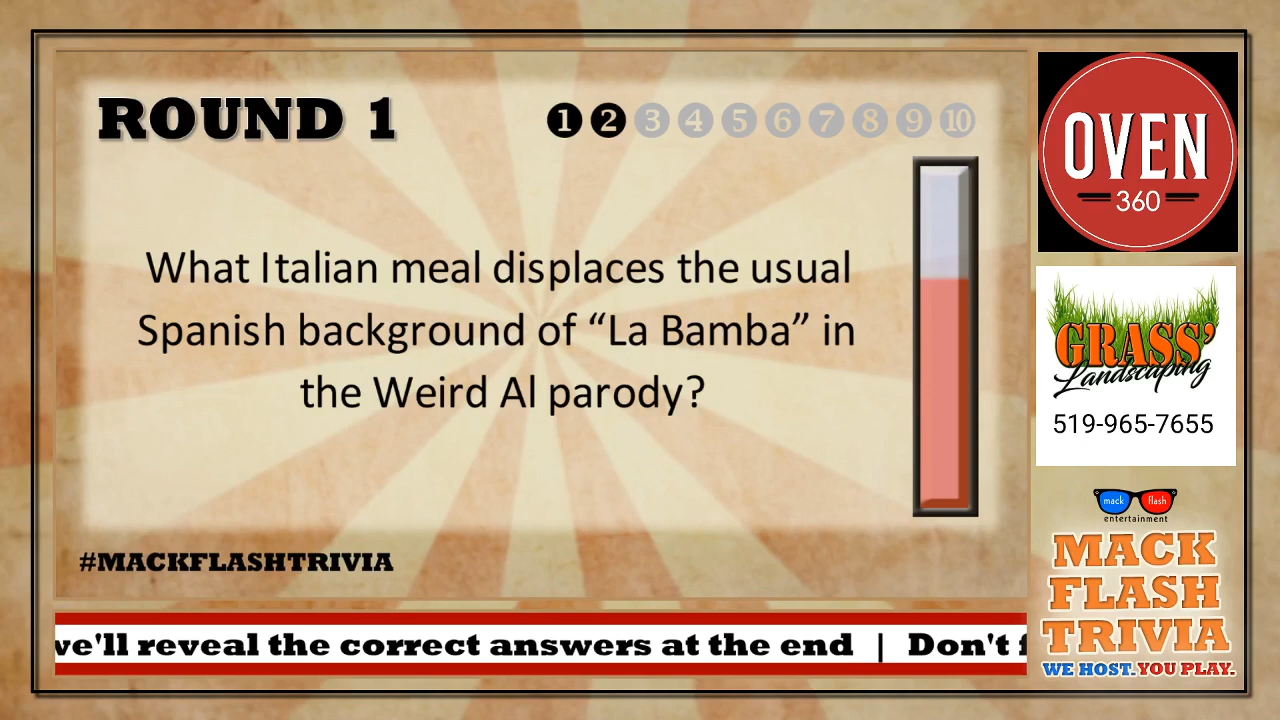 ROUND 1
1 2 3 4 5 6 7 8 9 10
What Italian meal displaces the usual
Spanish background of “La Bamba” in
the Weird Al parody?
#MACKFLASHTRIVIA
we'll reveal the correct answers at the end | Don't
OVEN
360
GRASS'
Landscaping
519-965-7655
mack flash
entertainment
MACK
FLASH
TRIVIA
WE HOST. YOU PLAY.